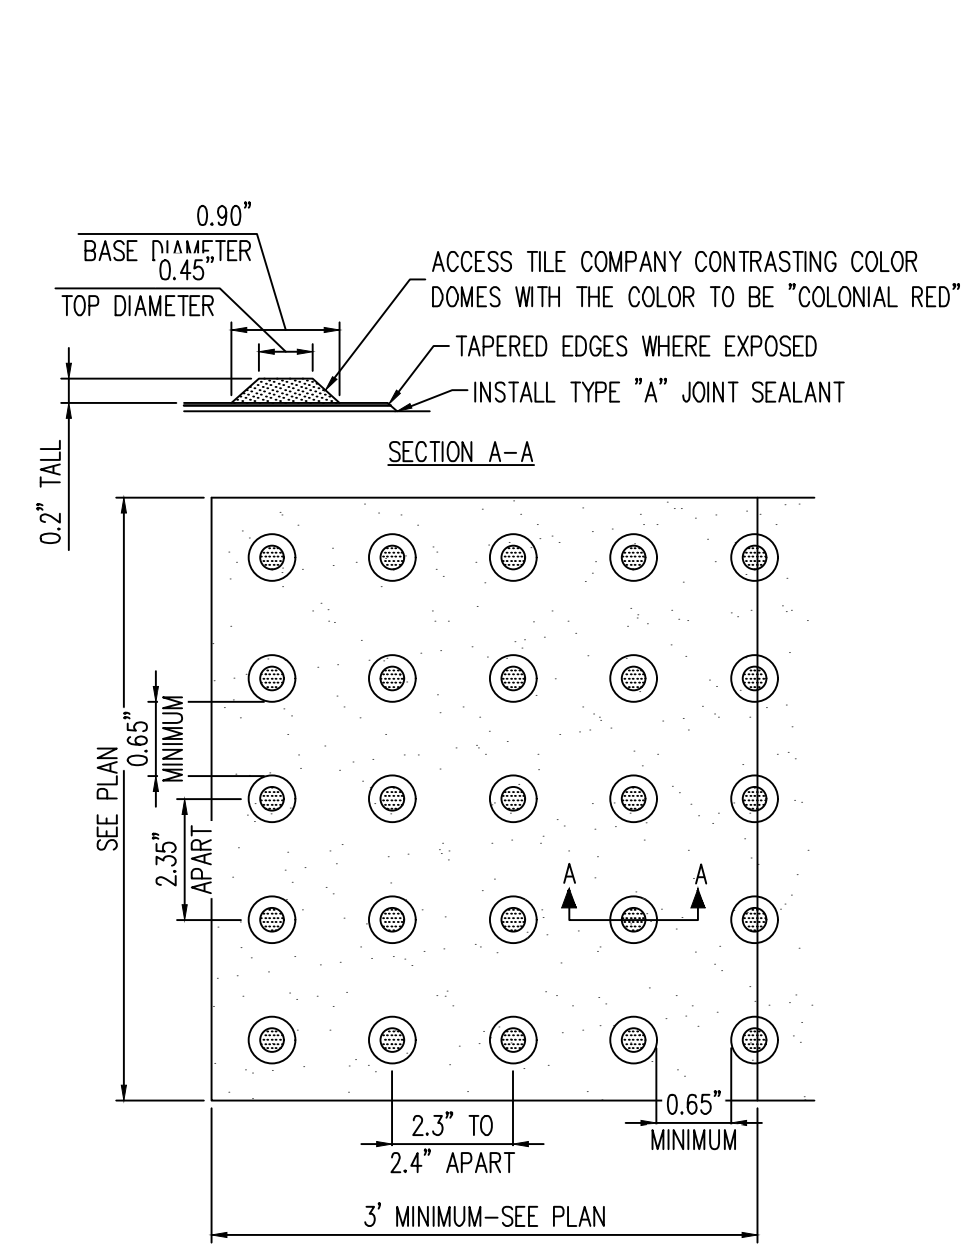 0.90"
BASE DIAMETER
0.45"
TOP DIAMETER
ACCESS TILE COMPANY CONTRASTING COLOR
DOMES WITH THE COLOR TO BE "COLONIAL RED"
TAPERED EDGES WHERE EXPOSED
INSTALL TYPE "A" JOINT SEALANT
0.2" TALL
SECTION A-A
SEE PLAN
0.65"
MINIMUM
2.35"
APART
A
A
2.3" TO
2.4" APART
0.65"
MINIMUM
3' MINIMUM-SEE PLAN